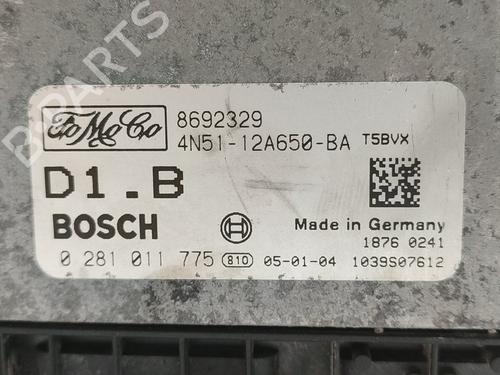 B-PARTS
FoMoCo
8692329
4N51-12A650-BA T5BVX
D1.B
BOSCH
Made in Germany
1876 0241
0 281 011 775 810 05-01-04 1039S07612